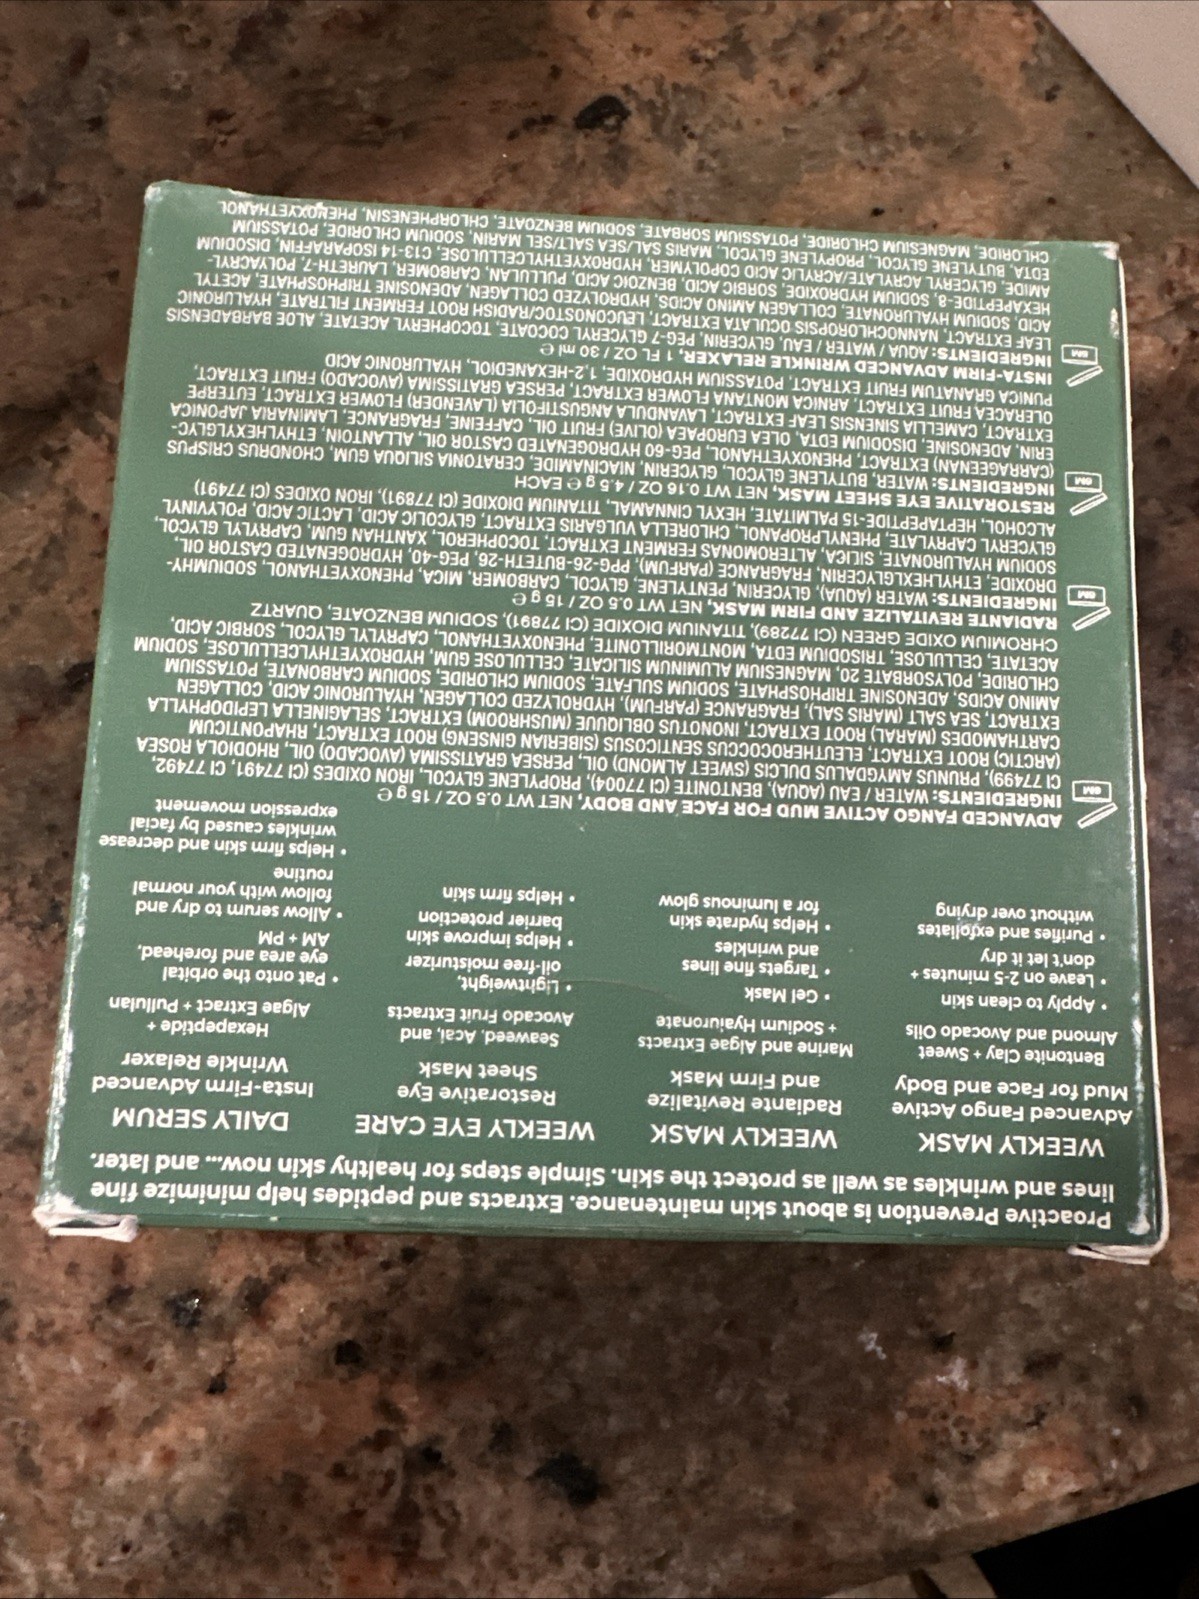 Proactive Prevention is about skin maintenance. Extracts and peptides help minimize fine
lines and wrinkles as well as protect the skin. Simple steps for healthy skin now... and later.
WEEKLY MASK
Advanced Fango Active
Mud for Face and Body
Bentonite Clay + Sweet
Almond and Avocado Oils
• Apply to clean skin
• Leave on 2-5 minutes +
don't let it dry
• Purifies and exfoliates
without over drying
WEEKLY MASK
Radiante Revitalize
and Firm Mask
Marine and Algae Extracts
+ Sodium Hyaluronate
• Gel Mask
• Targets fine lines
and wrinkles
• Helps hydrate skin
for a luminous glow
WEEKLY EYE CARE
Restorative Eye
Sheet Mask
Seaweed, Acai, and
Avocado Fruit Extracts
• Lightweight,
oil-free moisturizer
• Helps improve skin
barrier protection
• Helps firm skin
DAILY SERUM
Insta-Firm Advanced
Wrinkle Relaxer
Hexapeptide +
Algae Extract + Pullulan
• Pat onto the orbital
eye area and forehead,
AM + PM
• Allow serum to dry and
follow with your normal
routine
• Helps firm skin and decrease
wrinkles caused by facial
expression movement
6M
ADVANCED FANGO ACTIVE MUD FOR FACE AND BODY, NET WT 0.5 OZ / 15 g ℮
INGREDIENTS: WATER / EAU (AQUA), BENTONITE (CI 77004), PROPYLENE GLYCOL, IRON OXIDES (CI 77491, CI 77492,
CI 77499), PRUNUS AMYGDALUS DULCIS (SWEET ALMOND) OIL, PERSEA GRATISSIMA (AVOCADO) OIL, RHODIOLA ROSEA
(ARCTIC) ROOT EXTRACT, ELEUTHEROCOCCUS SENTICOSUS (SIBERIAN GINSENG) ROOT EXTRACT, RHAPONTICUM
CARTHAMODES (MARAL) ROOT EXTRACT, INONOTUS OBLIQUUE (MUSHROOM) EXTRACT, SELAGINELLA LEPIDOPHYLLA
EXTRACT, SEA SALT (MARIS SAL), FRAGRANCE (PARFUM), HYDROLYZED COLLAGEN, HYALURONIC ACID, COLLAGEN
AMINO ACIDS, ADENOSINE TRIPHOSPHATE, SODIUM SULFATE, SODIUM CHLORIDE, SODIUM CARBONATE, POTASSIUM
CHLORIDE, POLYSORBATE 20, MAGNESIUM ALUMINUM SILICATE, CELLULOSE GUM, HYDROXYETHYLCELLULOSE, SODIUM
ACETATE, CELLULOSE, TRISODIUM EDTA, MONTMORILLONITE, PHENOXYETHANOL, CAPRYLYL GLYCOL, SORBIC ACID,
CHROMIUM OXIDE GREEN (CI 77289), TITANIUM DIOXIDE (CI 77891), SODIUM BENZOATE, QUARTZ
6M
RADIANTE REVITALIZE AND FIRM MASK, NET WT 0.5 OZ / 15 g ℮
INGREDIENTS: WATER (AQUA), GLYCERIN, PENTYLENE, GLYCOL, CARBOMER, MICA, PHENOXYETHANOL, SODIUMHY-
DROXIDE, ETHYLHEXLGLYCERIN, FRAGRANCE (PARFUM), PPG-26-BUTETH-26, PEG-40, HYDROGENATED CASTOR OIL,
SODIUM HYALURONATE, SILICA, ALTEROMONAS FERMENT EXTRACT, TOCOPHEROL, XANTHAN GUM, CAPRYLYL GLYCOL,
GLYCERYL CAPRYLATE, PHENYLPROPANOL, CHLORELLA VULGARIS EXTRACT, GLYCOLIC ACID, LACTIC ACID, POLYVINYL
ALCOHOL, HEPTAPEPTIDE-15 PALMITATE, HEXYL CINNAMAL, TITANIUM DIOXIDE (CI 77891), IRON OXIDES (CI 77491)
6M
RESTORATIVE EYE SHEET MASK, NET WT 0.16 OZ / 4.5 g ℮ EACH
INGREDIENTS: WATER, BUTYLENE GLYCOL, GLYCERIN, NIACINAMIDE, CERATONIA SILIQUA GUM, CHONDRUS CRISPUS
(CARRAGEENAN) EXTRACT, PHENOXYETHANOL, PEG-60 HYDROGENATED CASTOR OIL, ALLANTOIN, ETHYLHEXYLGLYC-
ERIN, ADENOSINE, DISODIUM EDTA, OLEA EUROPAEA (OLIVE) FRUIT OIL, CAFFEINE, FRAGRANCE, LAMINARIA JAPONICA
EXTRACT, CAMELLIA SINENSIS LEAF EXTRACT, LAVANDULA ANGUSTIFOLIA (LAVENDER) FLOWER EXTRACT, EUTERPE
OLERACEA FRUIT EXTRACT, ARNICA MONTANA FLOWER EXTRACT, PERSEA GRATISSIMA (AVOCADO) FRUIT EXTRACT,
PUNICA GRANATUM FRUIT EXTRACT, POTASSIUM HYDROXIDE, 1,2-HEXANEDIOL, HYALURONIC ACID
6M
INSTA-FIRM ADVANCED WRINKLE RELAXER, 1 FL OZ / 30 ml ℮
INGREDIENTS: AQUA / WATER / EAU, GLYCERIN, PEG-7 GLYCERYL COCOATE, TOCOPHERYL ACETATE, ALOE BARBADENSIS
LEAF EXTRACT, NANNOCHLOROPSIS OCULATA EXTRACT, LEUCONOSTOC/RADISH ROOT FERMENT FILTRATE, HYALURONIC
ACID, SODIUM HYALURONATE, COLLAGEN AMINO ACIDS, HYDROLYZED COLLAGEN, ADENOSINE TRIPHOSPHATE, ACETYL
HEXAPEPTIDE-8, SODIUM HYDROXIDE, SORBIC ACID, BENZOIC ACID, PULLULAN, CARBOMER, LAURETH-7, POLYACRYL-
AMIDE, GLYCERYL ACRYLATE/ACRYLIC ACID COPOLYMER, HYDROXYETHYLCELLULOSE, C13-14 ISOPARAFFIN, DISODIUM
EDTA, BUTYLENE GLYCOL, PROPYLENE GLYCOL, MARIS SAL/SEA SALT/SEL MARIN, SODIUM CHLORIDE, POTASSIUM
CHLORIDE, MAGNESIUM CHLORIDE, POTASSIUM SORBATE, SODIUM BENZOATE, CHLORPHENESIN, PHENOXYETHANOL